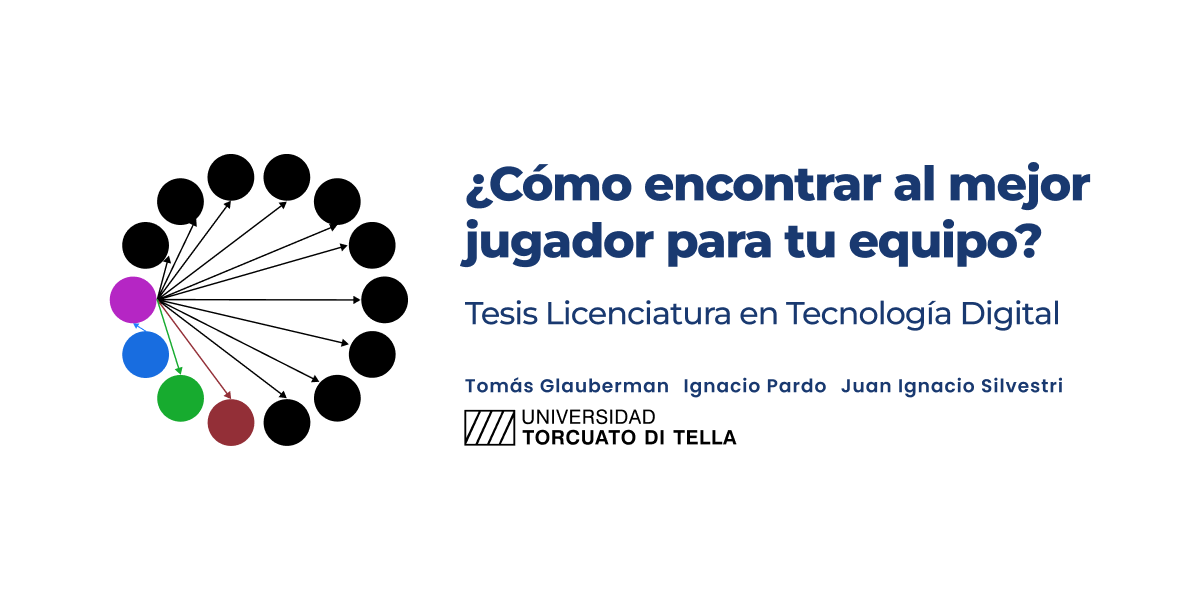 ¿Cómo encontrar al mejor
jugador para tu equipo?
Tesis Licenciatura en Tecnología Digital
Tomás Glauberman Ignacio Pardo Juan Ignacio Silvestri
UNIVERSIDAD
TORCUATO DI TELLA